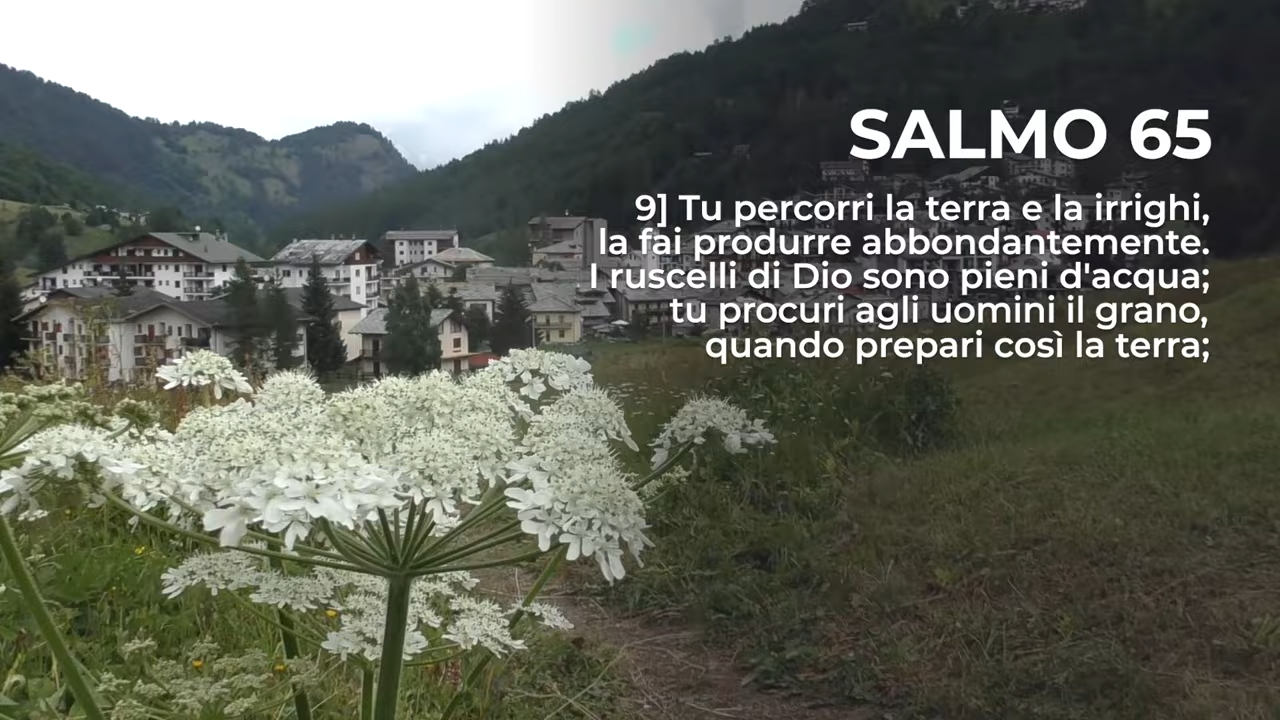 SALMO 65
9] Tu percorri la terra e la irrighi,
la fai produrre abbondantemente.
I ruscelli di Dio sono pieni d'acqua;
tu procuri agli uomini il grano,
quando prepari così la terra;